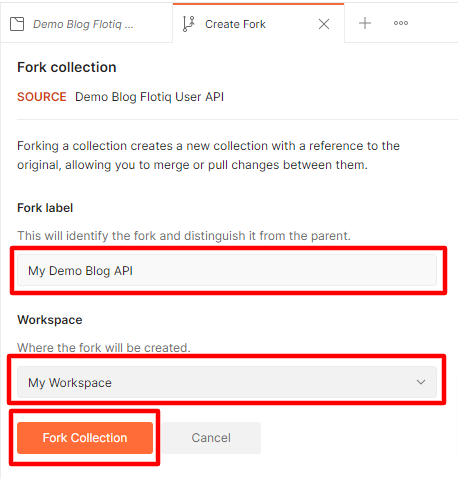 Demo Blog Flotiq ...
Create Fork
Fork collection
SOURCE Demo Blog Flotiq User API
Forking a collection creates a new collection with a reference to the
original, allowing you to merge or pull changes between them.
Fork label
This will identify the fork and distinguish it from the parent.
My Demo Blog API
Workspace
Where the fork will be created.
My Workspace
Fork Collection
Cancel